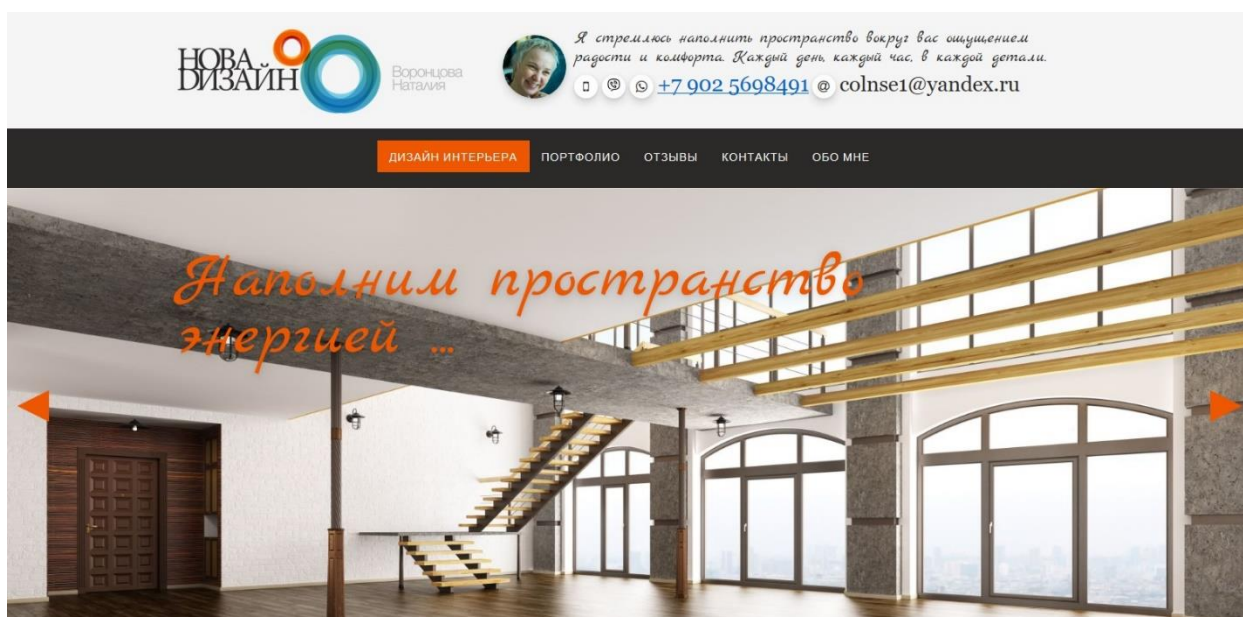 НОВА
ДИЗАЙН
Воронцова
Наталия
Я стремлюсь наполнить пространство вокруг вас ощущением
радости и комфорта. Каждый день, каждый час, в каждой детали.
+7 902 5698491 @ colnse1@yandex.ru
ДИЗАЙН ИНТЕРЬЕРА ПОРТФОЛИО ОТЗЫВЫ КОНТАКТЫ ОБО МНЕ
Наполним пространство
энергией ...